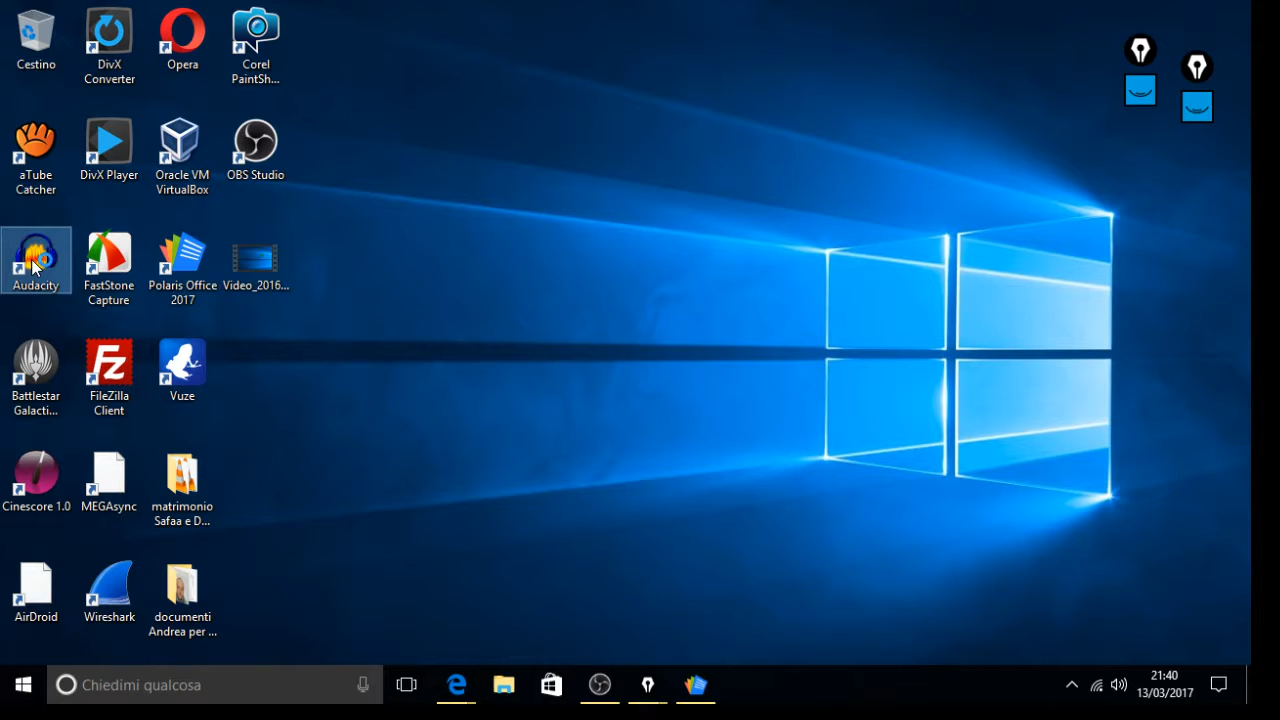 Cestino
DivX
Converter
Opera
Corel
PaintSh...
aTube
Catcher
DivX Player
Oracle VM
VirtualBox
OBS Studio
Audacity
FastStone
Capture
Polaris Office
2017
Video_2016...
Battlestar
Galacti...
FileZilla
Client
Vuze
Cinescore 1.0
MEGAsync
matrimonio
Safaa e D...
AirDroid
Wireshark
documenti
Andrea per ...
Chiedimi qualcosa
21:40
13/03/2017